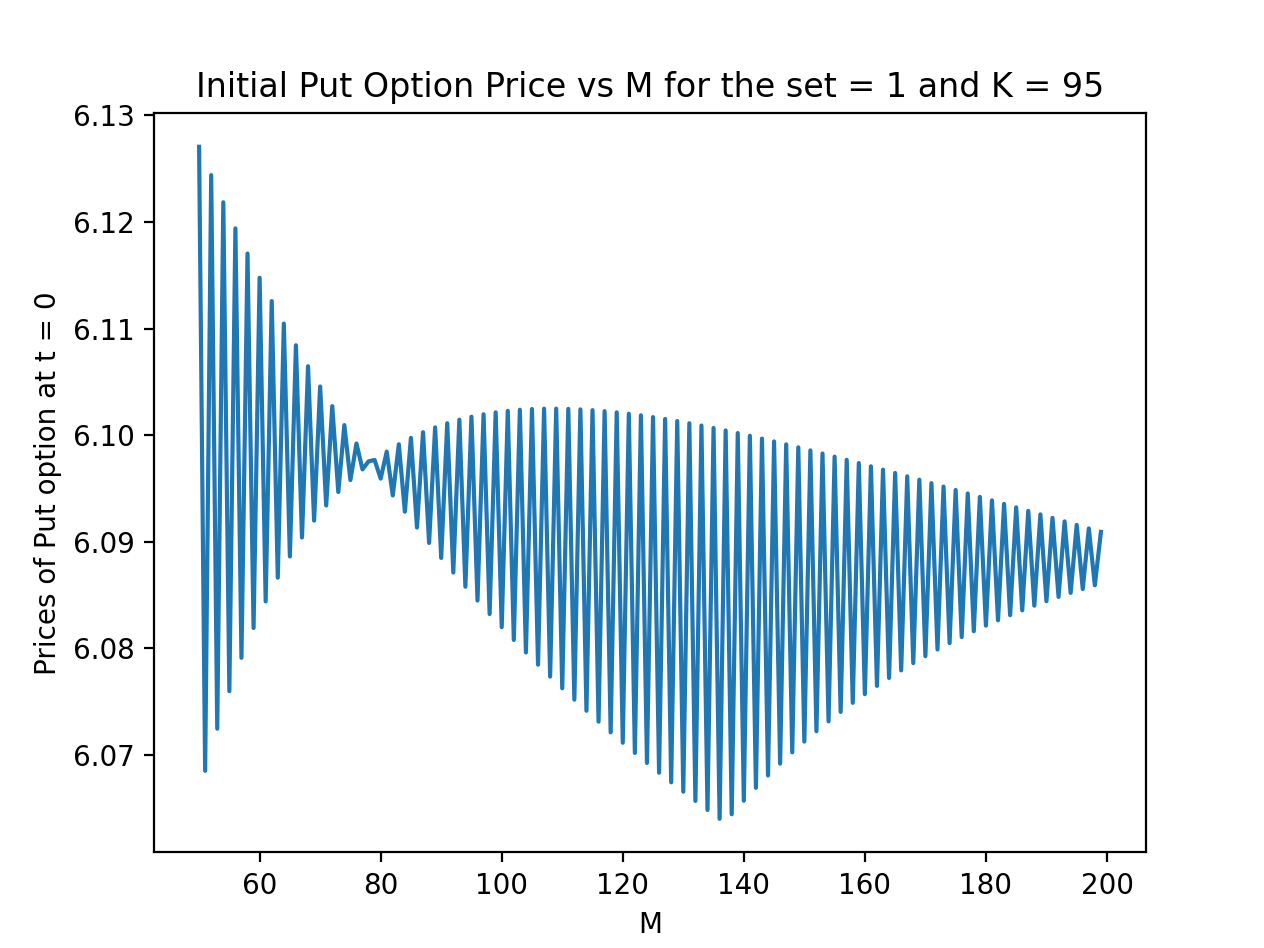 Initial Put Option Price vs M for the set = 1 and K = 95
Prices of Put option at t = 0
6.13
6.12
6.11
6.10
6.09
6.08
6.07
60 80 100 120 140 160 180 200
M